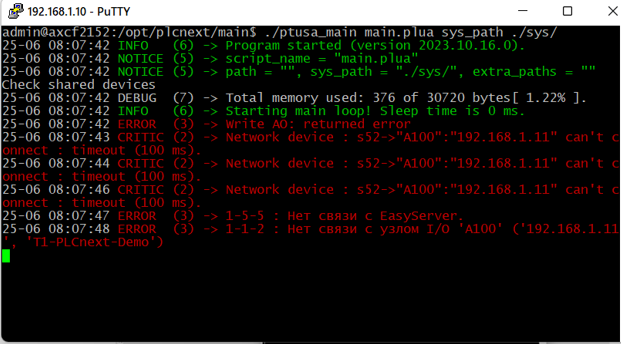 192.168.1.10 - PuTTY
admin@axcf2152:/opt/plcnext/main$ ./ptusa_main main.plua sys_path ./sys/
25-06 08:07:42 INFO   (6) -> Program started (version 2023.10.16.0).
25-06 08:07:42 NOTICE (5) -> script_name = "main.plua"
25-06 08:07:42 NOTICE (5) -> path = "", sys_path = "./sys/", extra_paths = ""
Check shared devices
25-06 08:07:42 DEBUG  (7) -> Total memory used: 376 of 30720 bytes[ 1.22% ].
25-06 08:07:42 INFO   (6) -> Starting main loop! Sleep time is 0 ms.
25-06 08:07:42 ERROR  (3) -> Write AO: returned error
25-06 08:07:43 CRITIC (2) -> Network device : s52->"A100":"192.168.1.11" can't c
onnect : timeout (100 ms).
25-06 08:07:44 CRITIC (2) -> Network device : s52->"A100":"192.168.1.11" can't c
onnect : timeout (100 ms).
25-06 08:07:46 CRITIC (2) -> Network device : s52->"A100":"192.168.1.11" can't c
onnect : timeout (100 ms).
25-06 08:07:47 ERROR  (3) -> 1-5-5 : Нет связи с EasyServer.
25-06 08:07:48 ERROR  (3) -> 1-1-2 : Нет связи с узлом I/O 'A100' ('192.168.1.11
', 'T1-PLCnext-Demo')